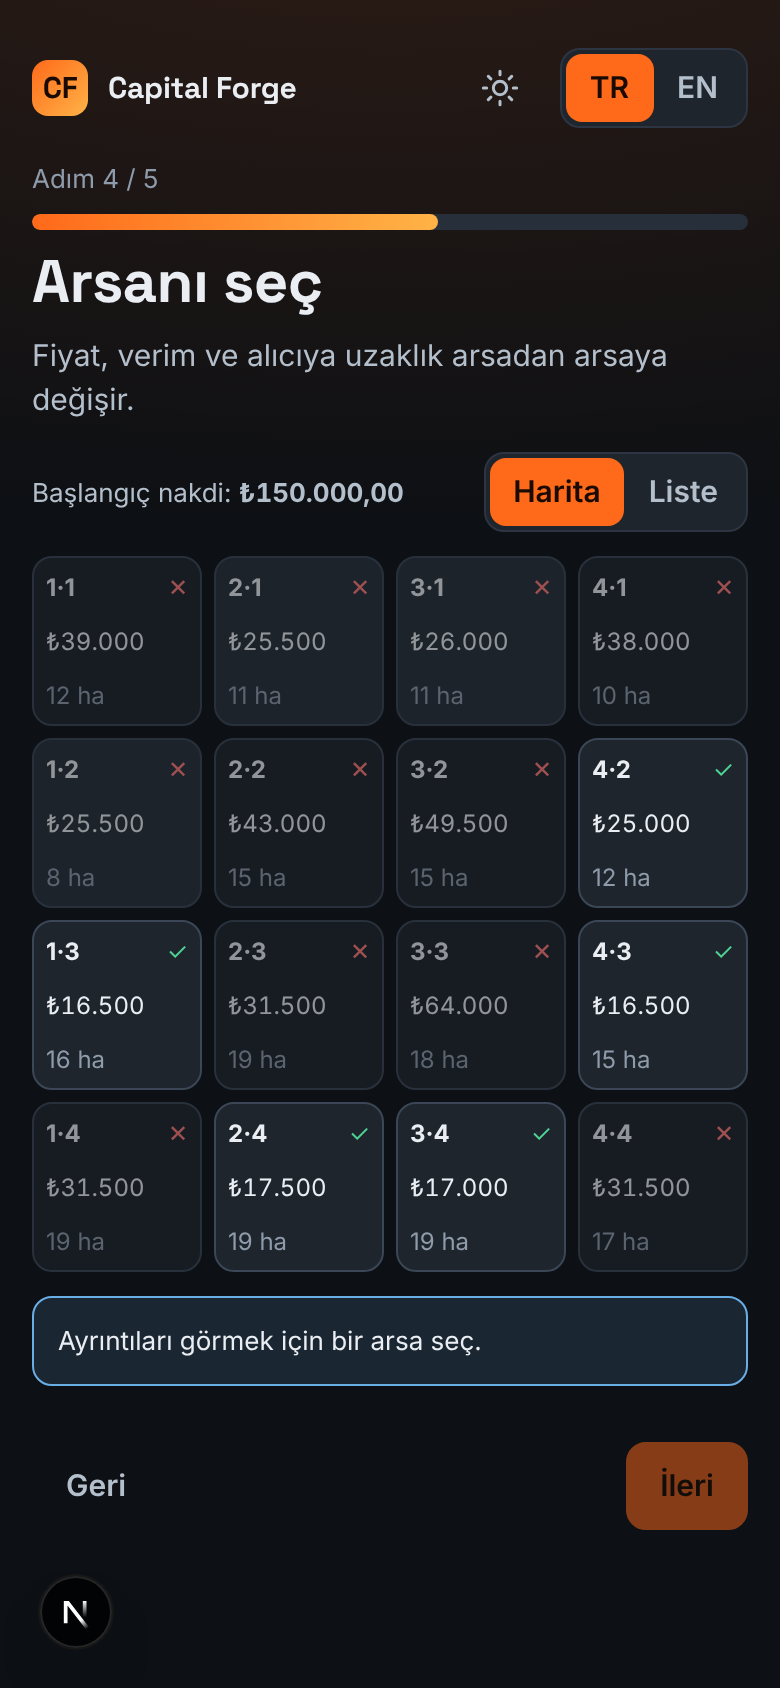 CF Capital Forge TR EN
Adım 4 / 5
Arsanı seç
Fiyat, verim ve alıcıya uzaklık arsadan arsaya
değişir.
Başlangıç nakdi: ₺150.000,00 Harita Liste
1·1 ✕ 2·1 ✕ 3·1 ✕ 4·1 ✕
₺39.000 ₺25.500 ₺26.000 ₺38.000
12 ha 11 ha 11 ha 10 ha
1·2 ✕ 2·2 ✕ 3·2 ✕ 4·2 ✓
₺25.500 ₺43.000 ₺49.500 ₺25.000
8 ha 15 ha 15 ha 12 ha
1·3 ✓ 2·3 ✕ 3·3 ✕ 4·3 ✓
₺16.500 ₺31.500 ₺64.000 ₺16.500
16 ha 19 ha 18 ha 15 ha
1·4 ✕ 2·4 ✓ 3·4 ✓ 4·4 ✕
₺31.500 ₺17.500 ₺17.000 ₺31.500
19 ha 19 ha 19 ha 17 ha
Ayrıntıları görmek için bir arsa seç.
Geri İleri
N